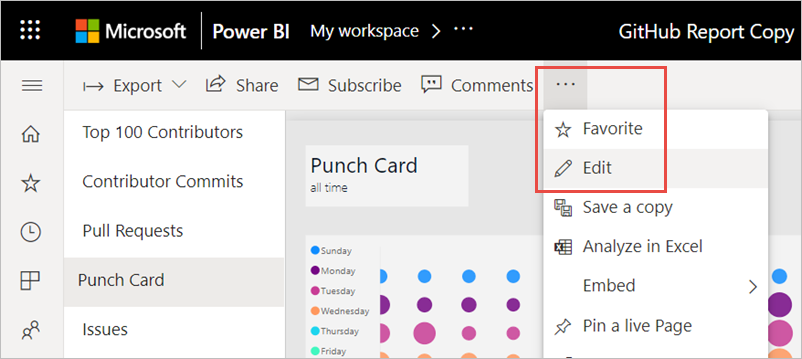 Microsoft Power BI My workspace > ··· GitHub Report Copy
Export Share Subscribe Comments ···
Top 100 Contributors
Contributor Commits
Pull Requests
Punch Card
Issues
Punch Card
all time
Sunday
Monday
Tuesday
Wednesday
Thursday
Friday
Favorite
Edit
Save a copy
Analyze in Excel
Embed
Pin a live Page